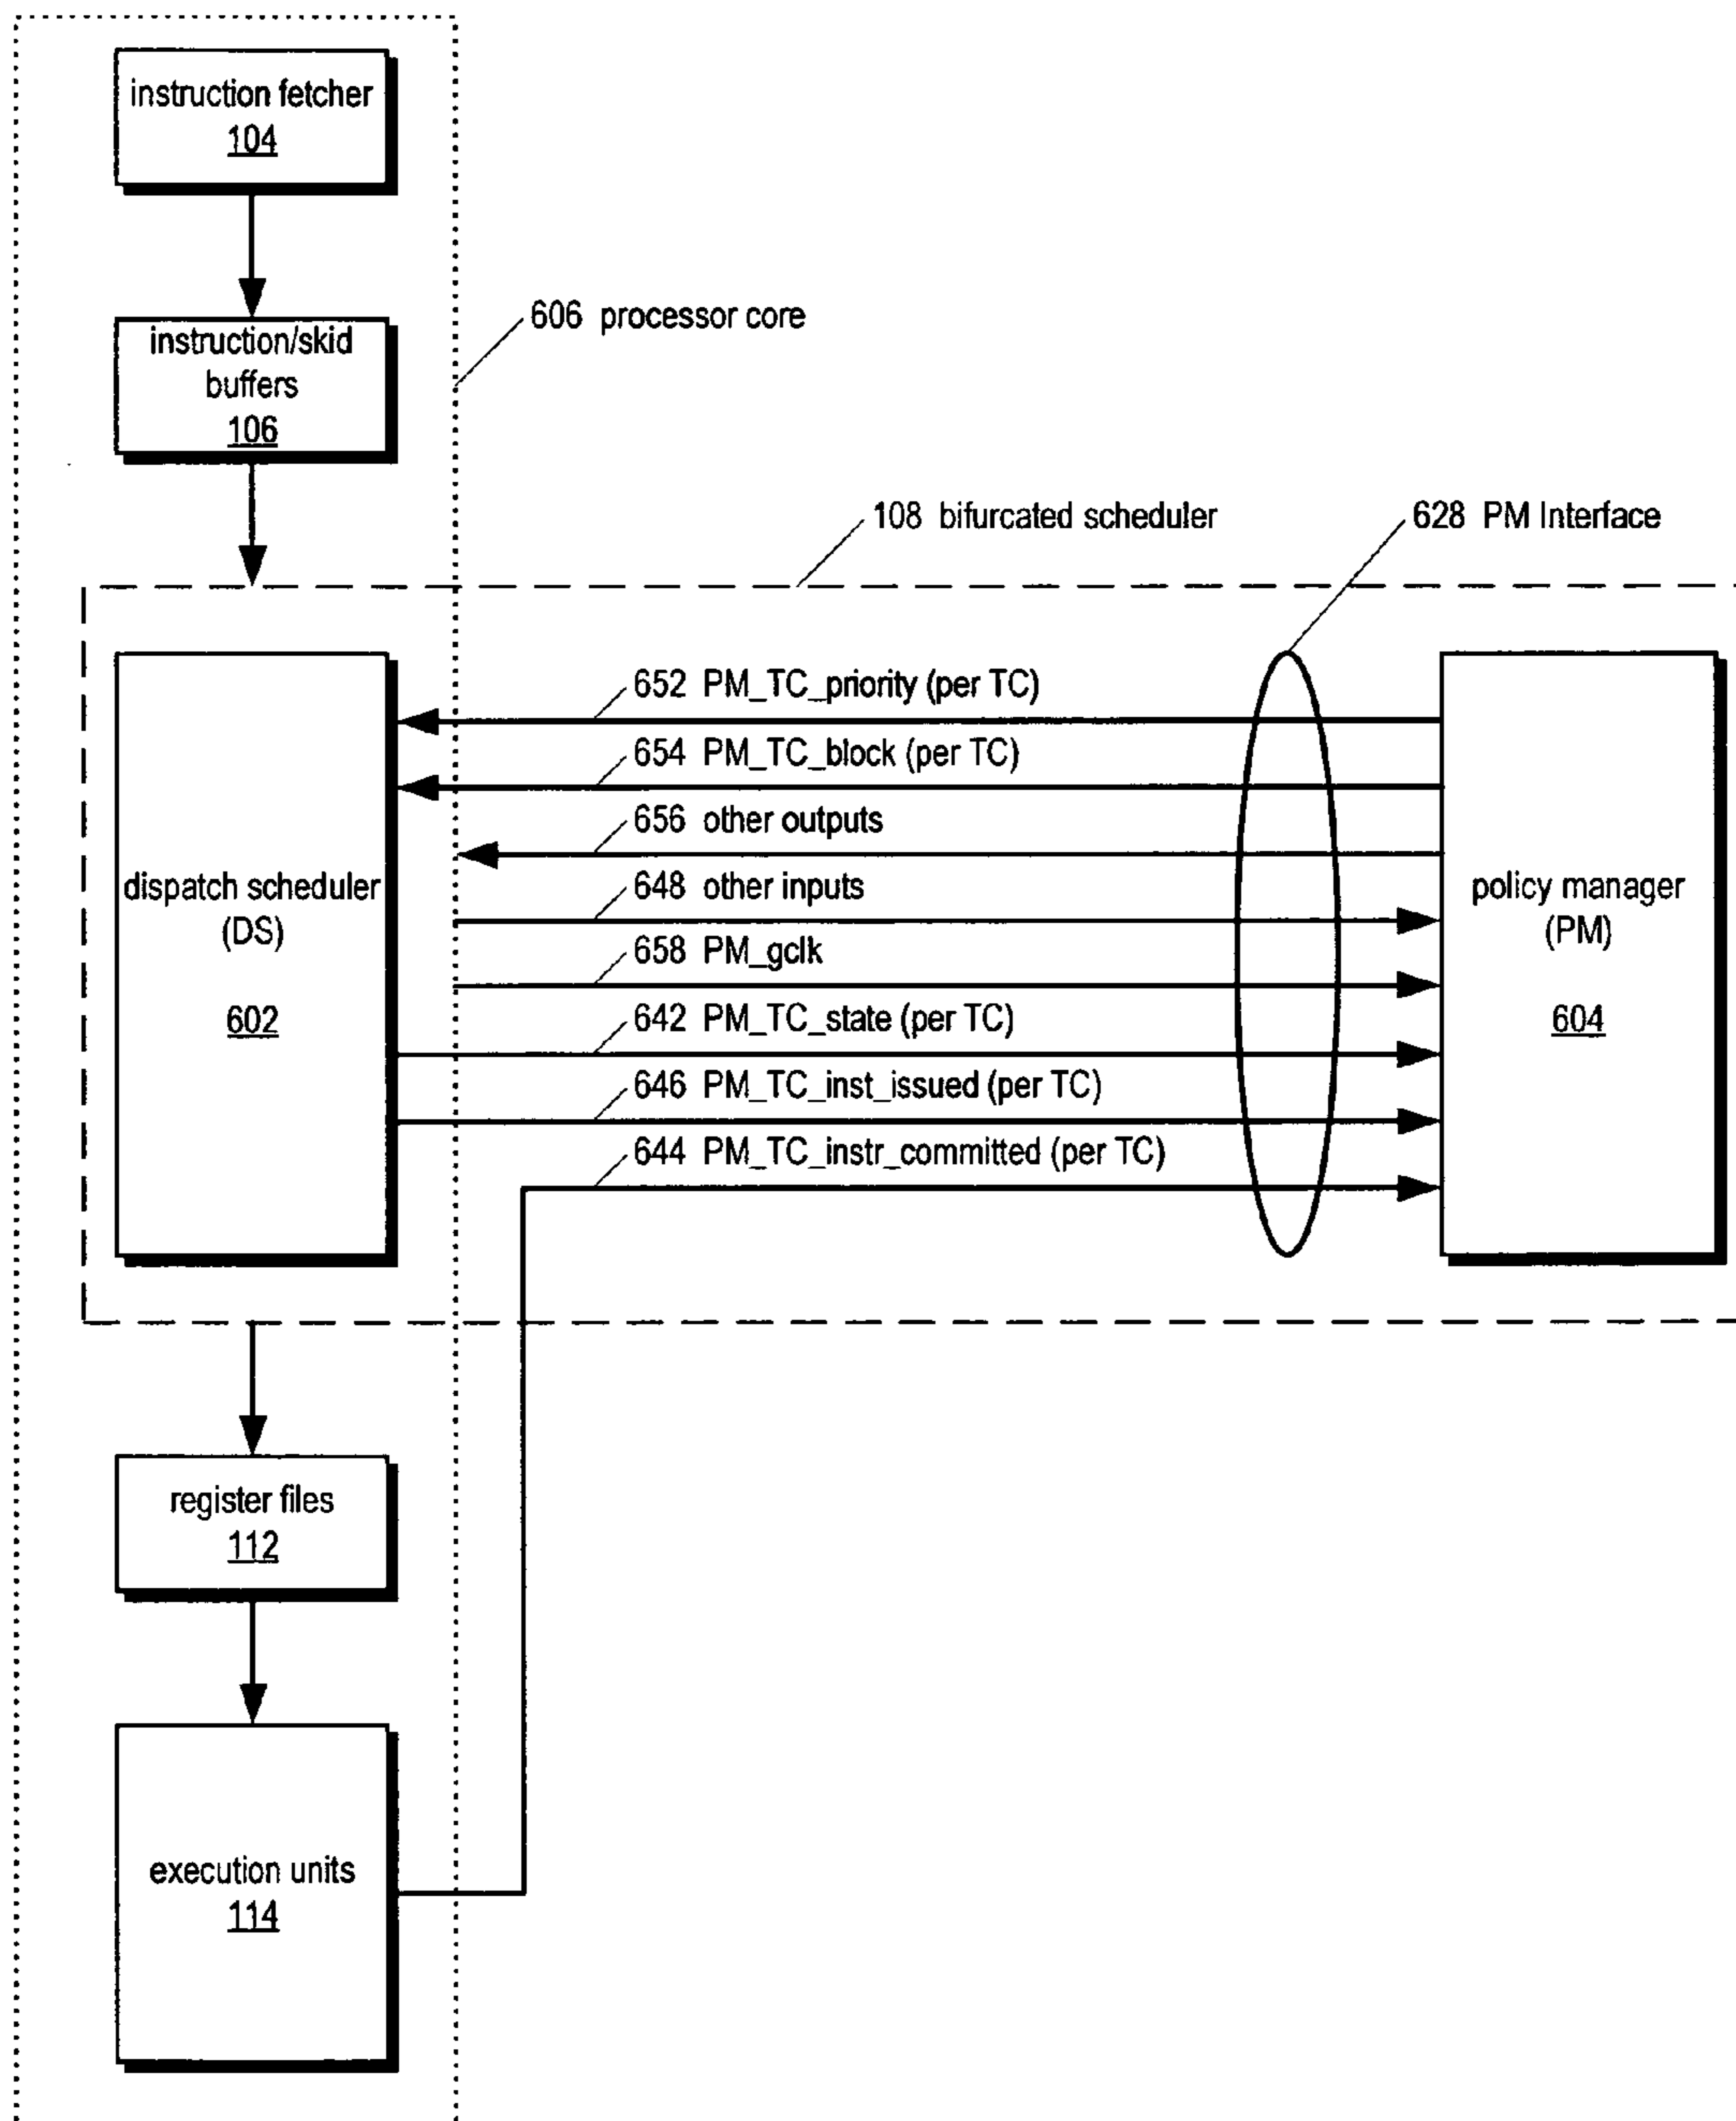 instruction fetcher
104
instruction/skid
buffers
106
606 processor core
108 bifurcated scheduler
628 PM Interface
652 PM_TC_priority (per TC)
654 PM_TC_block (per TC)
656 other outputs
648 other inputs
658 PM_gclk
642 PM_TC_state (per TC)
646 PM_TC_inst_issued (per TC)
644 PM_TC_instr_committed (per TC)
dispatch scheduler
(DS)
602
policy manager
(PM)
604
register files
112
execution units
114